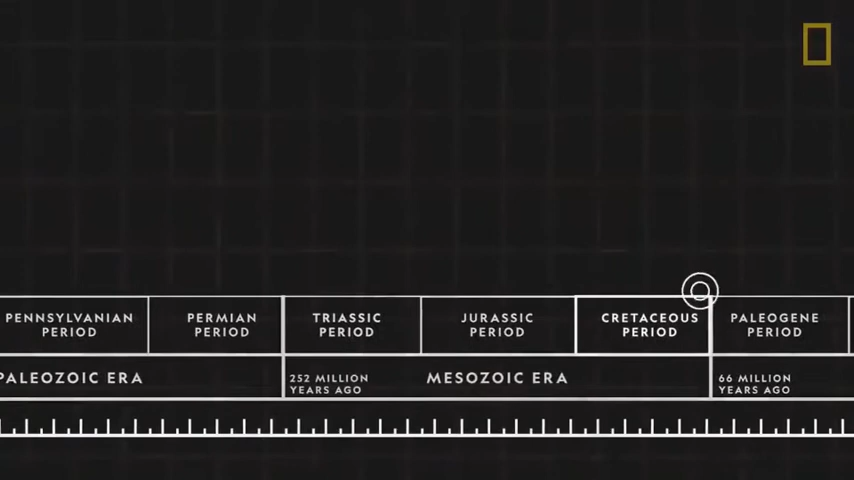 PENNSYLVANIAN
PERIOD
PERMIAN
PERIOD
TRIASSIC
PERIOD
JURASSIC
PERIOD
CRETACEOUS
PERIOD
PALEOGENE
PERIOD
PALEOZOIC ERA
252 MILLION
YEARS AGO
MESOZOIC ERA
66 MILLION
YEARS AGO